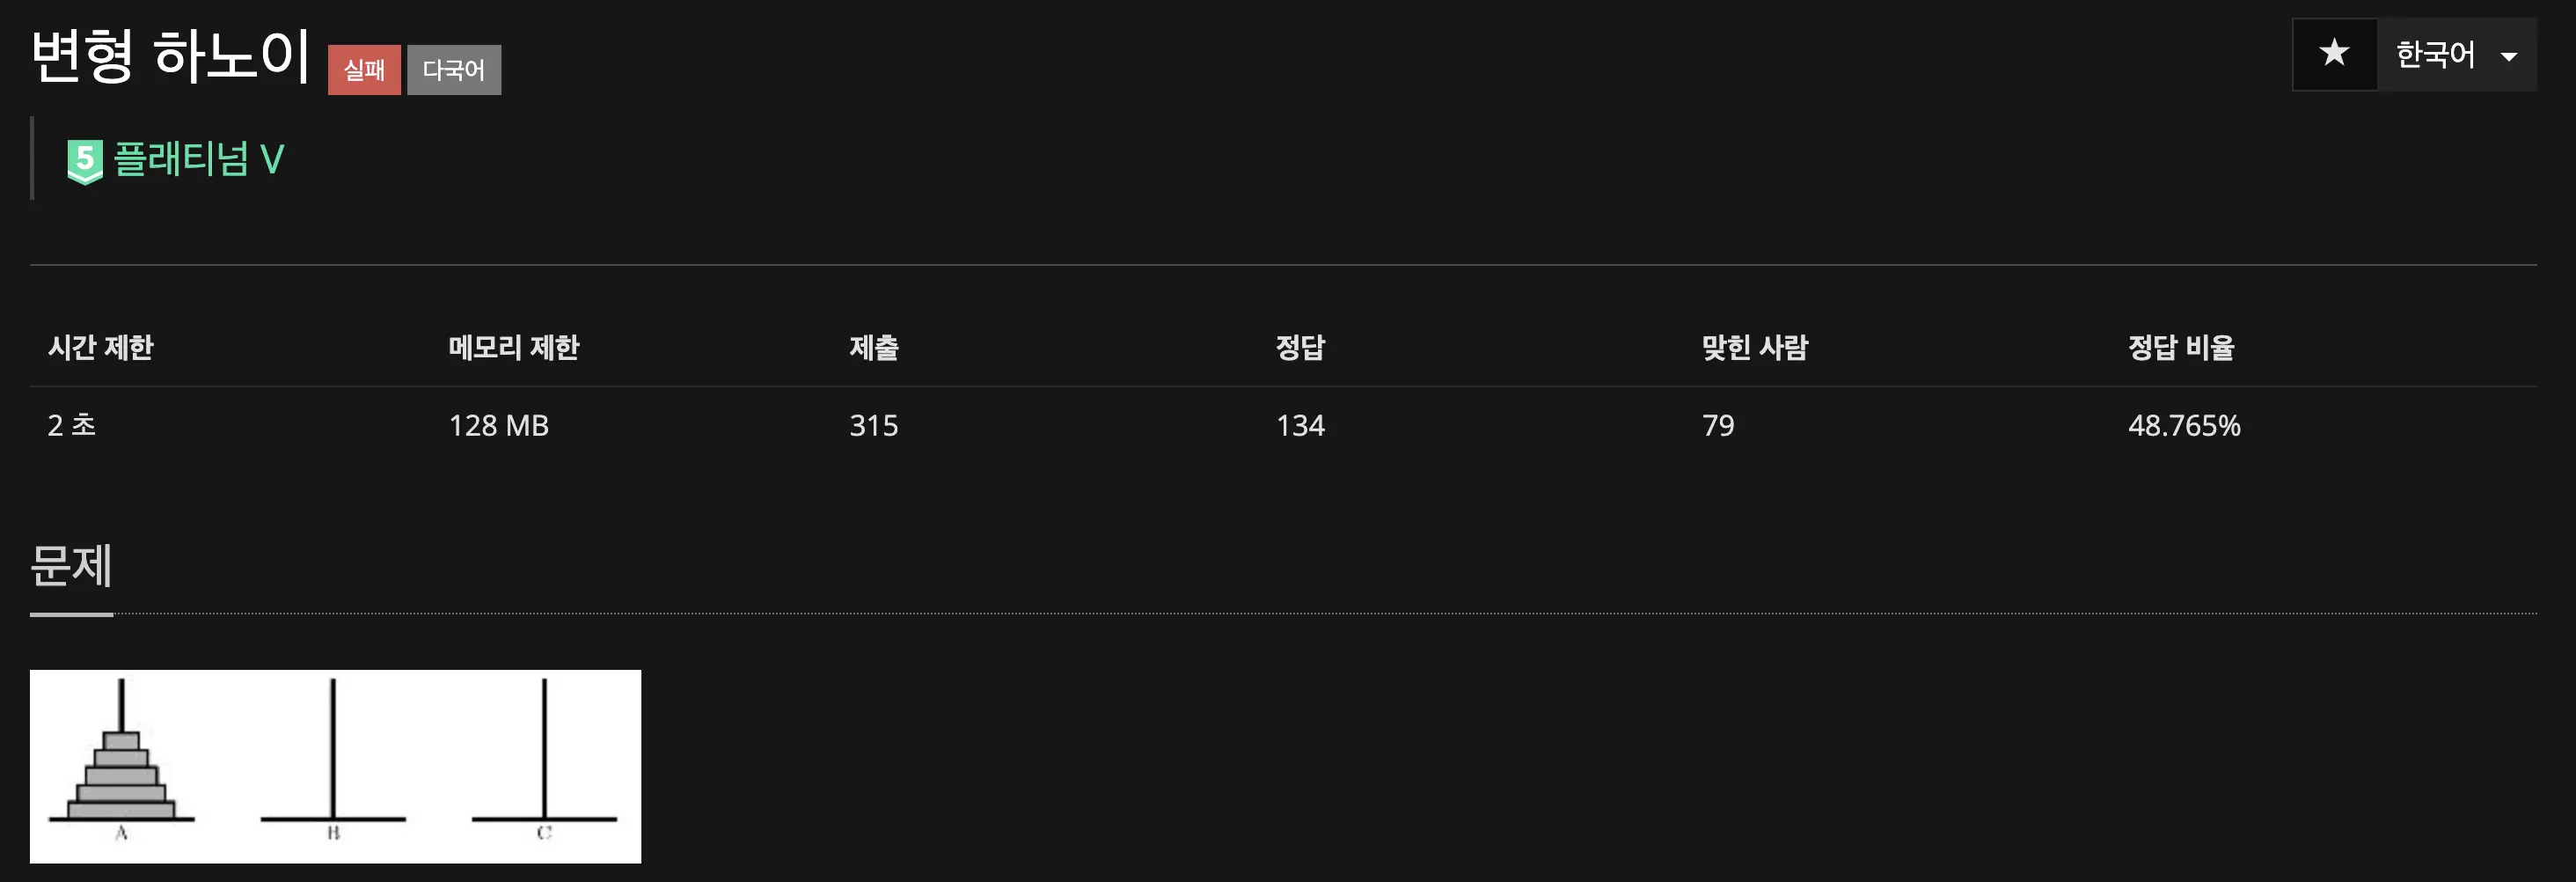 변형 하노이 실패 다국어 ★ 한국어
5 플래티넘 V
시간 제한 메모리 제한 제출 정답 맞힌 사람 정답 비율
2 초 128 MB 315 134 79 48.765%
문제
A B C